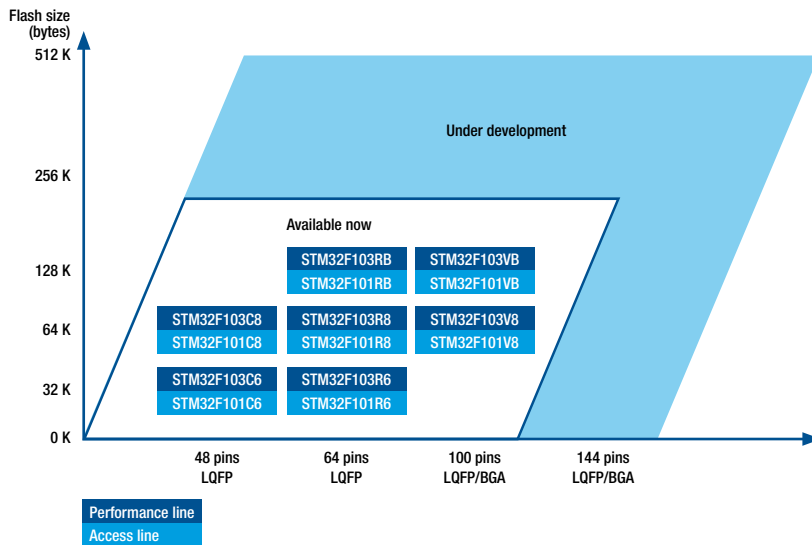 Flash size
(bytes)
512 K
Under development
256 K
Available now
STM32F103RB
STM32F103VB
128 K
STM32F101RB
STM32F101VB
STM32F103C8
STM32F103R8
STM32F103V8
64 K
STM32F101C8
STM32F101R8
STM32F101V8
STM32F103C6
STM32F103R6
32 K
STM32F101C6
STM32F101R6
0 K
48 pins
LQFP
64 pins
LQFP
100 pins
LQFP/BGA
144 pins
LQFP/BGA
Performance line
Access line